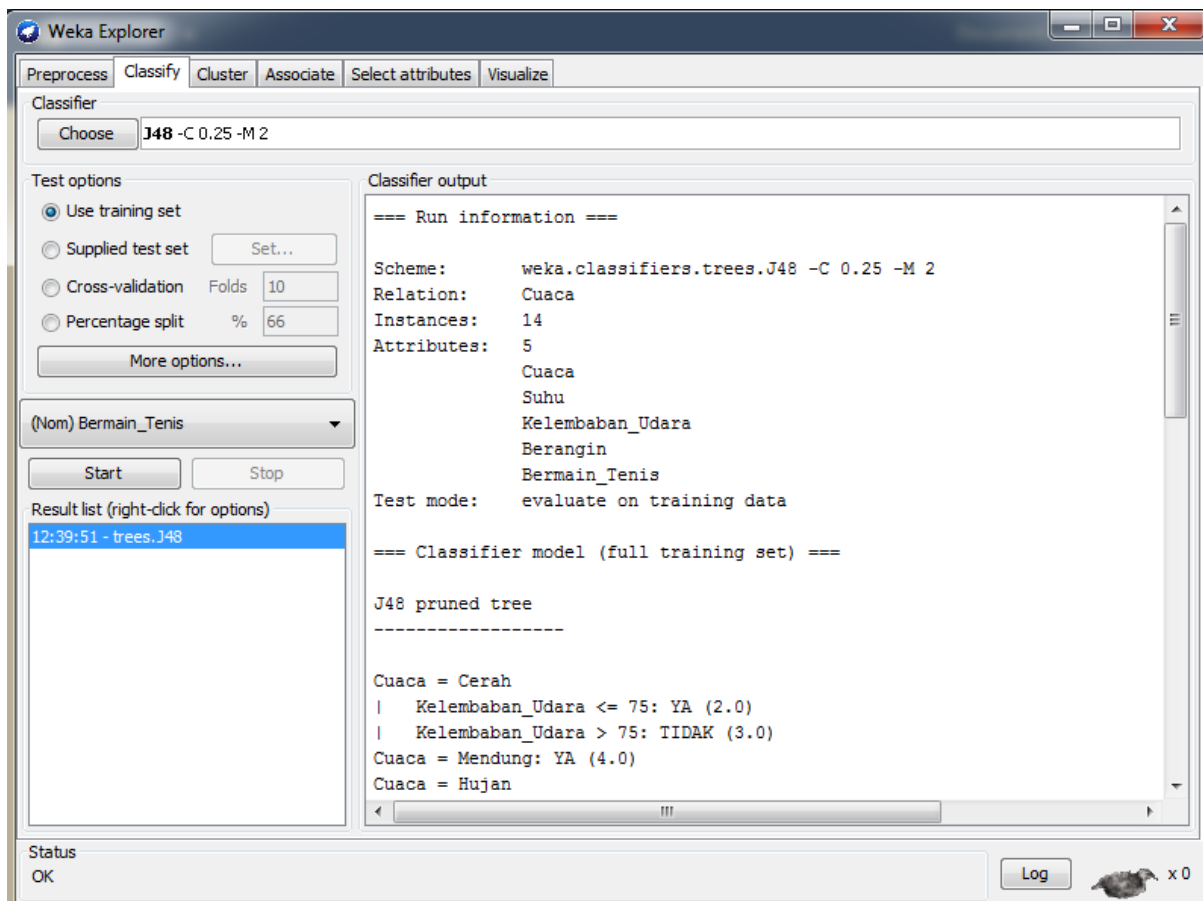 Weka Explorer
Preprocess Classify Cluster Associate Select attributes Visualize
Classifier
Choose J48 -C 0.25 -M 2
Test options
Use training set
Supplied test set Set...
Cross-validation Folds 10
Percentage split % 66
More options...
(Nom) Bermain_Tenis
Start Stop
Result list (right-click for options)
12:39:51 - trees.J48
Classifier output
=== Run information ===
Scheme: weka.classifiers.trees.J48 -C 0.25 -M 2
Relation: Cuaca
Instances: 14
Attributes: 5
Cuaca
Suhu
Kelembaban_Udara
Berangin
Bermain_Tenis
Test mode: evaluate on training data
=== Classifier model (full training set) ===
J48 pruned tree
------------------
Cuaca = Cerah
| Kelembaban_Udara <= 75: YA (2.0)
| Kelembaban_Udara > 75: TIDAK (3.0)
Cuaca = Mendung: YA (4.0)
Cuaca = Hujan
Status
OK
Log x 0